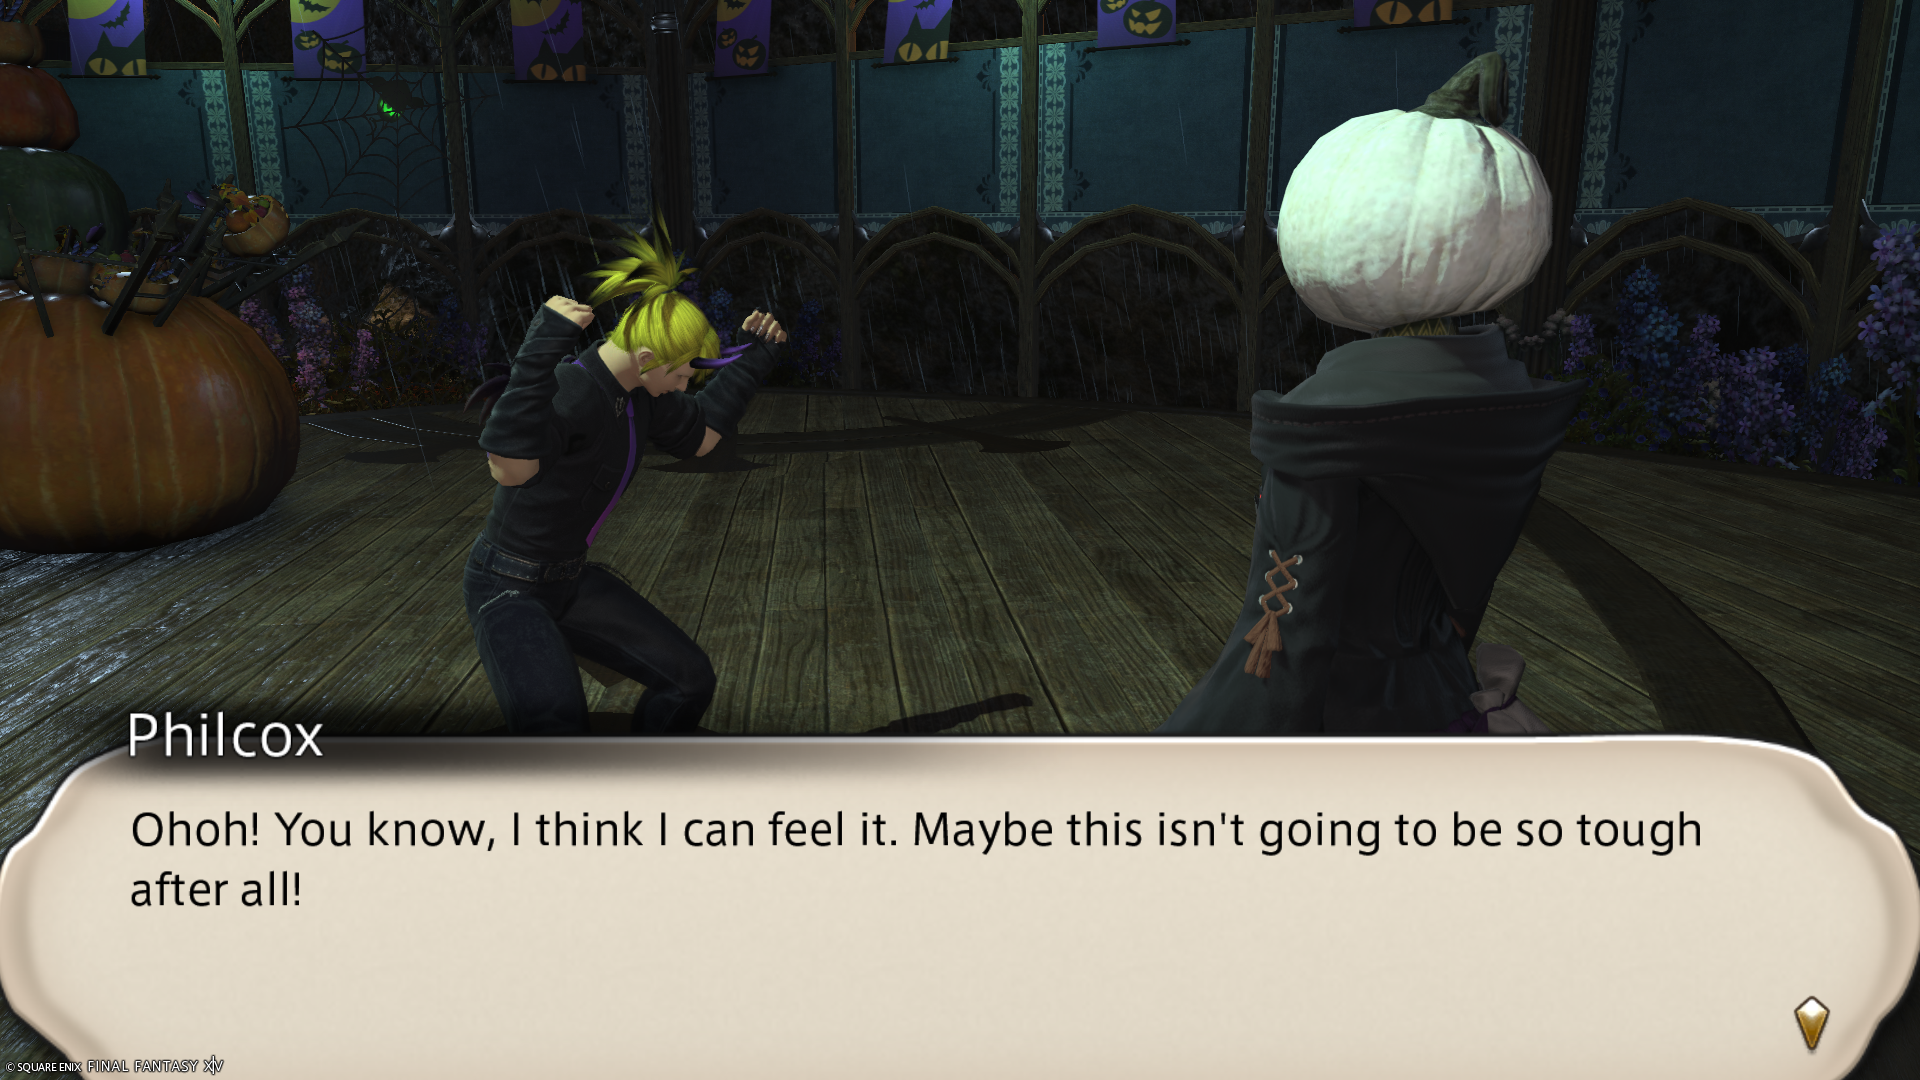 Philcox
Ohoh! You know, I think I can feel it. Maybe this isn't going to be so tough
after all!
© SQUARE ENIX FINAL FANTASY XIV